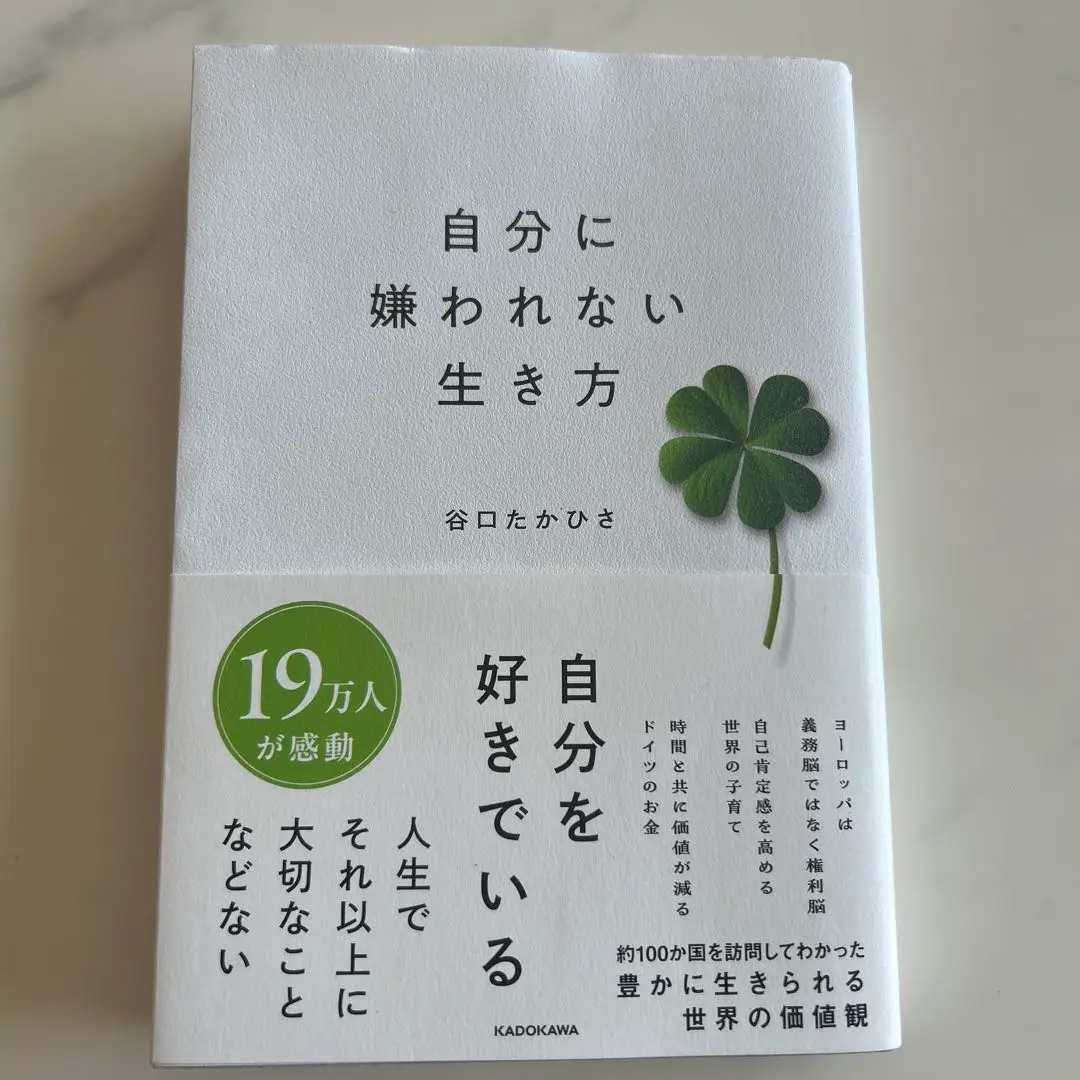 自分に
嫌われない
生き方
谷口たかひさ
19万人
が感動
自分を
好きでいる
人生で
それ以上に
大切なこと
などない
ヨーロッパは
義務脳ではなく権利脳
自己肯定感を高める
世界の子育て
時間と共に価値が減る
ドイツのお金
約100か国を訪問してわかった
豊かに生きられる
世界の価値観
KADOKAWA